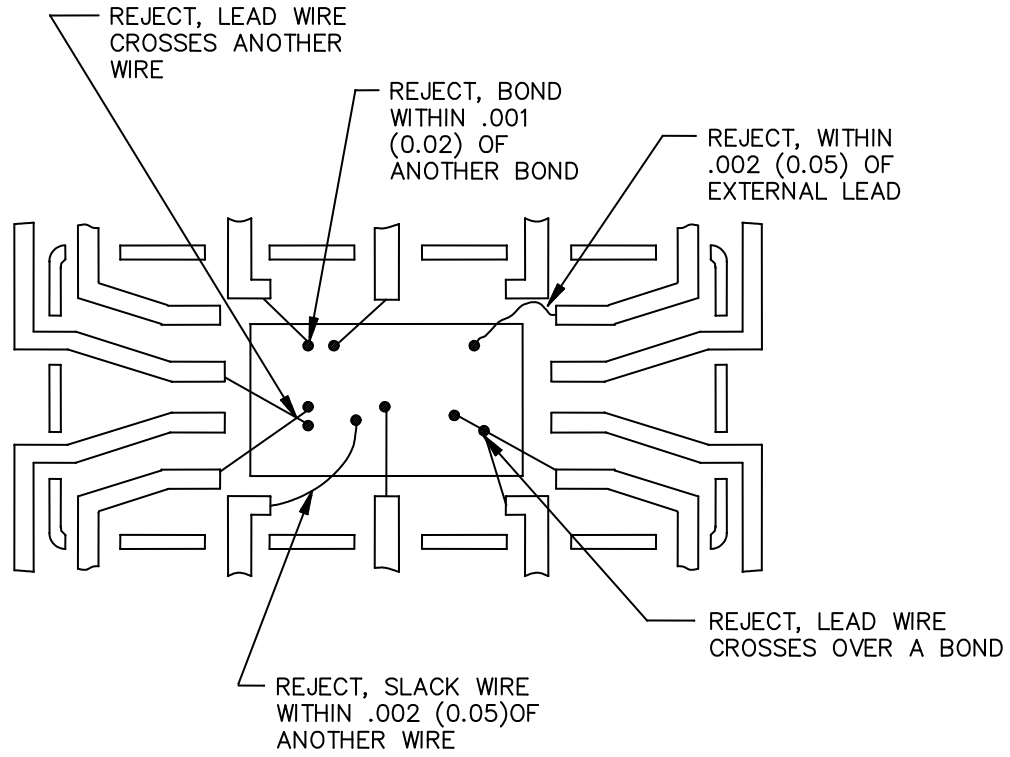 REJECT, LEAD WIRE
CROSSES ANOTHER
WIRE
REJECT, BOND
WITHIN .001
(0.02) OF
ANOTHER BOND
REJECT, WITHIN
.002 (0.05) OF
EXTERNAL LEAD
REJECT, LEAD WIRE
CROSSES OVER A BOND
REJECT, SLACK WIRE
WITHIN .002 (0.05)OF
ANOTHER WIRE